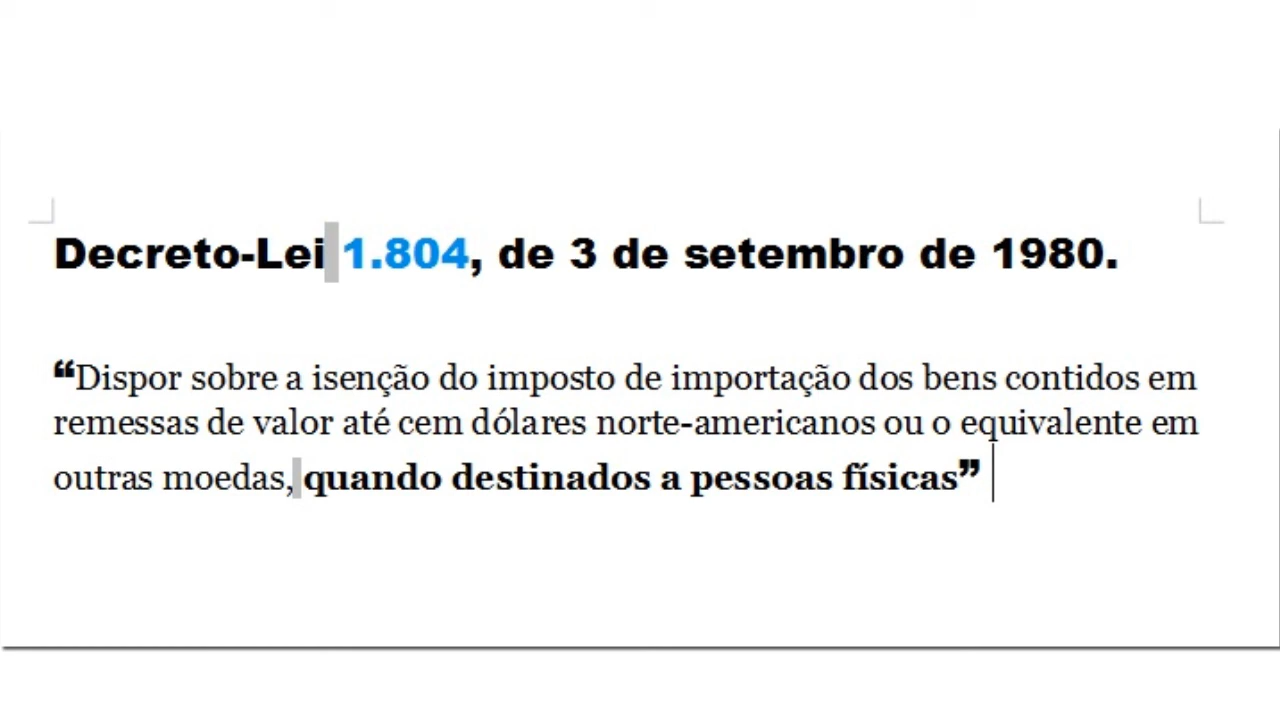 Decreto-Lei 1.804, de 3 de setembro de 1980.
❝Dispor sobre a isenção do imposto de importação dos bens contidos em
remessas de valor até cem dólares norte-americanos ou o equivalente em
outras moedas, quando destinados a pessoas físicas❞